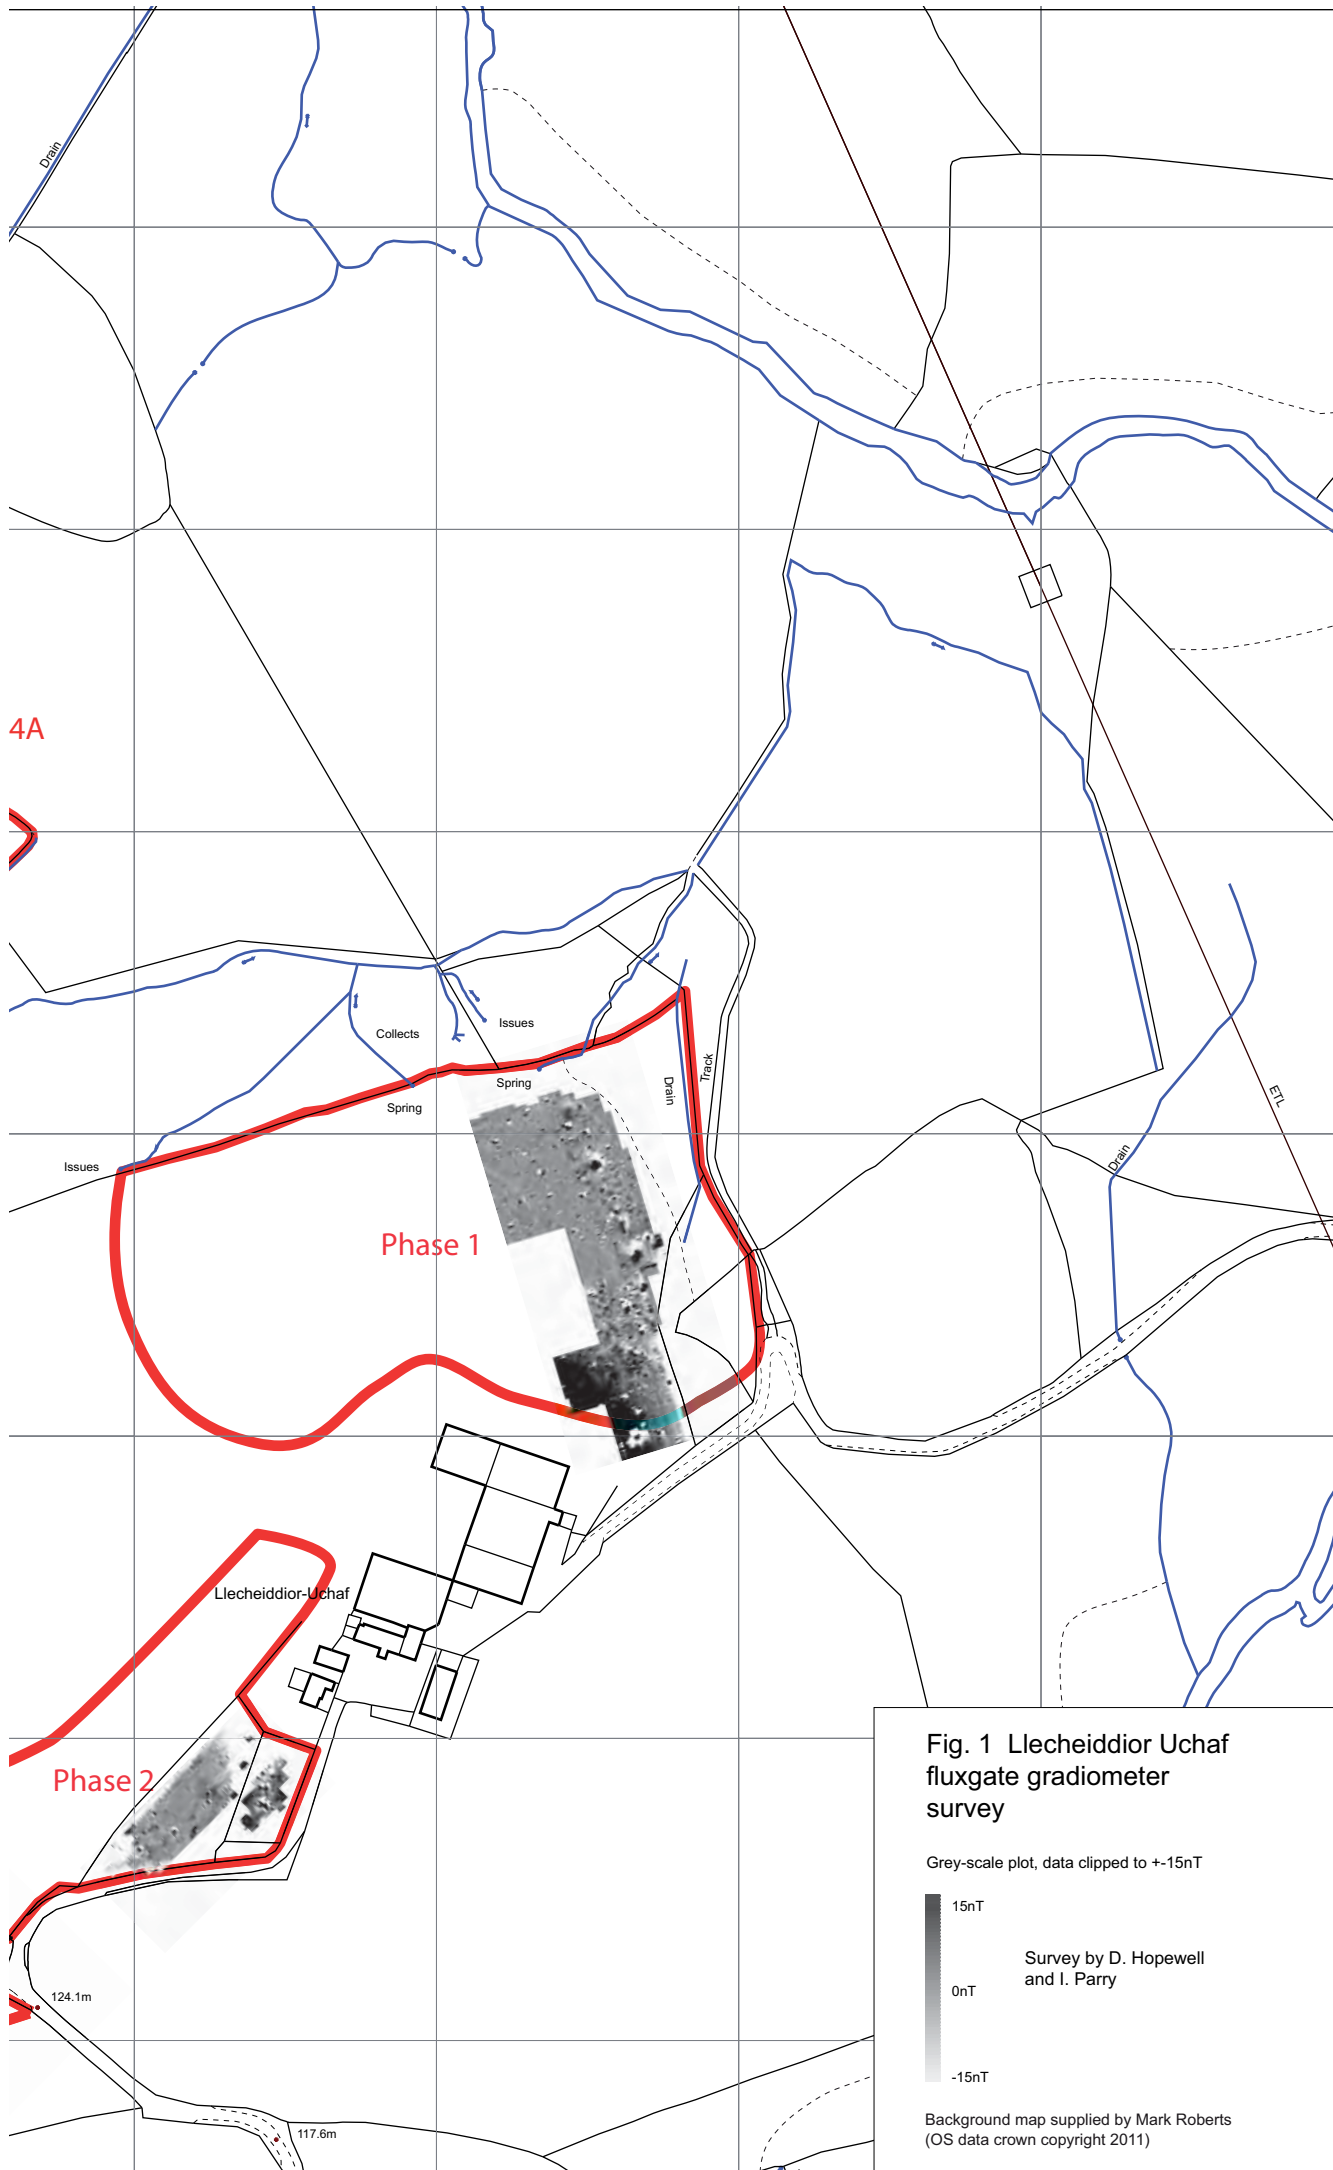 Drain
4A
Issues
Collects
Track
Spring
Drain
Spring
ETL
Drain
Issues
Phase 1
Llecheiddior-Uchaf
Phase 2
Fig. 1 Llecheiddior Uchaf
fluxgate gradiometer
survey
Grey-scale plot, data clipped to +-15nT
15nT
Survey by D. Hopewell
and I. Parry
0nT
-15nT
124.1m
117.6m
Background map supplied by Mark Roberts
(OS data crown copyright 2011)